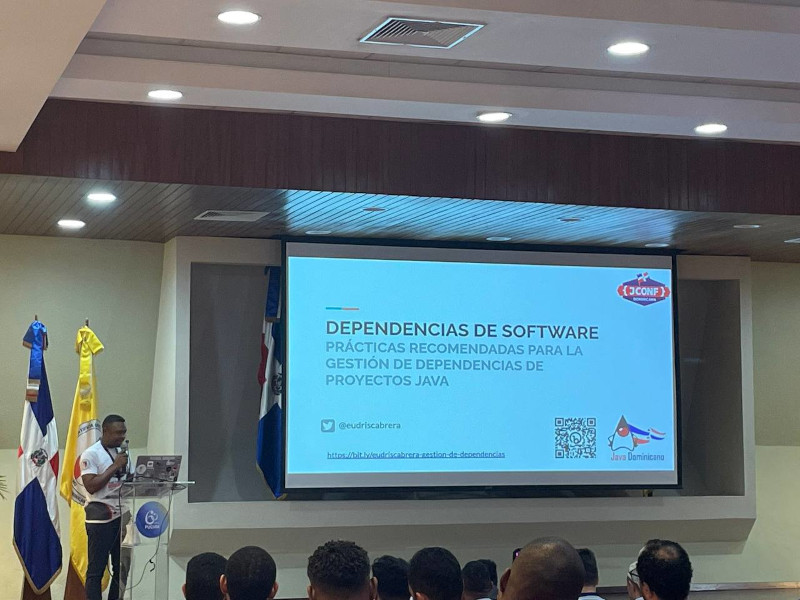 { JCONF }
DOMINICANA
DEPENDENCIAS DE SOFTWARE
PRÁCTICAS RECOMENDADAS PARA LA
GESTIÓN DE DEPENDENCIAS DE
PROYECTOS JAVA
@eudriscabrera
https://bit.ly/eudriscabrera-gestion-de-dependencias
Java Dominicano